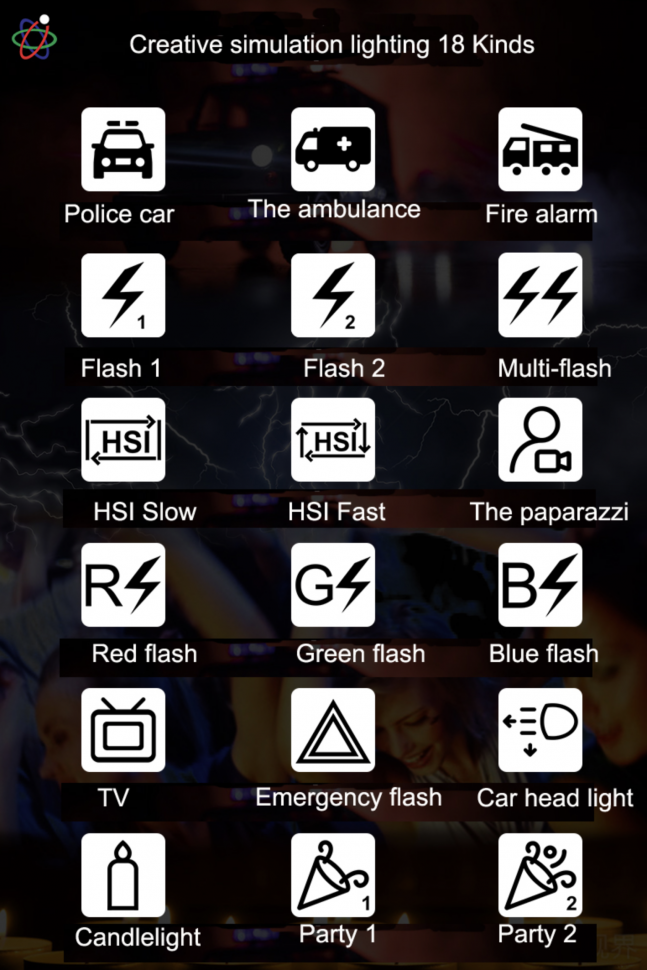 Creative simulation lighting 18 Kinds
Police car
The ambulance
Fire alarm
1
2
Flash 1
Flash 2
Multi-flash
HSI
HSI
HSI Slow
HSI Fast
The paparazzi
R
G
B
Red flash
Green flash
Blue flash
TV
Emergency flash
Car head light
1
2
Candlelight
Party 1
Party 2